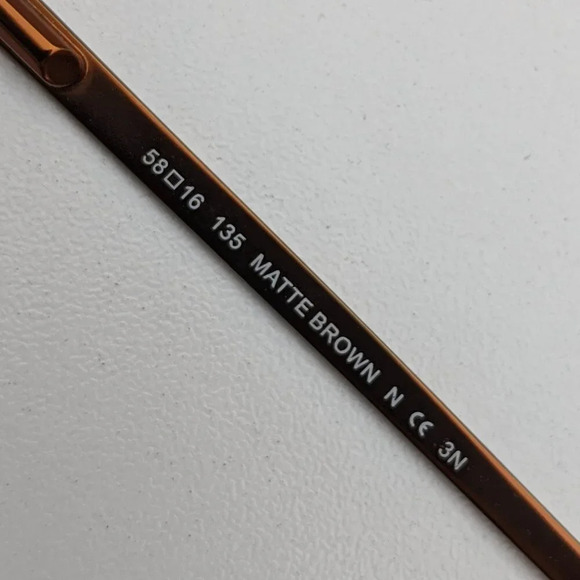 58□16 135 MATTE BROWN N CE 3N